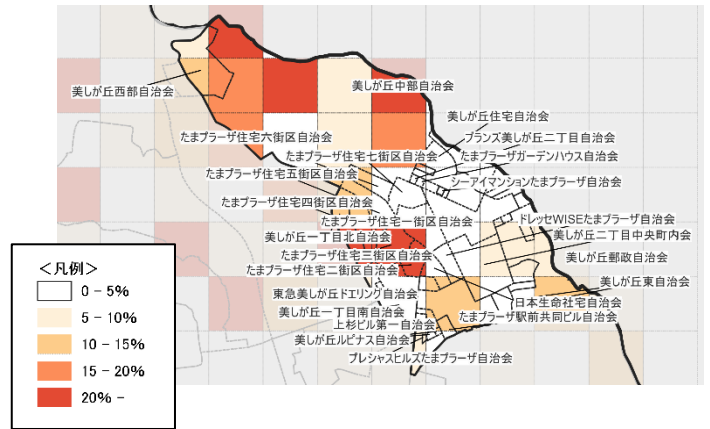 美しが丘西部自治会
美しが丘中部自治会
美しが丘住宅自治会
たまプラーザ住宅六街区自治会
ブランズ美しが丘二丁目自治会
たまプラーザ住宅七街区自治会
たまプラーザガーデンハウス自治会
たまプラーザ住宅五街区自治会
シーアイマンションたまプラーザ自治会
たまプラーザ住宅四街区自治会
たまプラーザ住宅一街区自治会
ドレッセWISEたまプラーザ自治会
美しが丘一丁目北自治会
美しが丘二丁目中央町内会
たまプラーザ住宅三街区自治会
美しが丘郵政自治会
たまプラーザ住宅二街区自治会
美しが丘東自治会
東急美しが丘ドエリング自治会
日本生命社宅自治会
美しが丘一丁目南自治会
たまプラーザ駅前共同ビル自治会
上杉ビル第一自治会
美しが丘ルピナス自治会
プレシャスヒルズたまプラーザ自治会
＜凡例＞
0 - 5%
5 - 10%
10 - 15%
15 - 20%
20% -